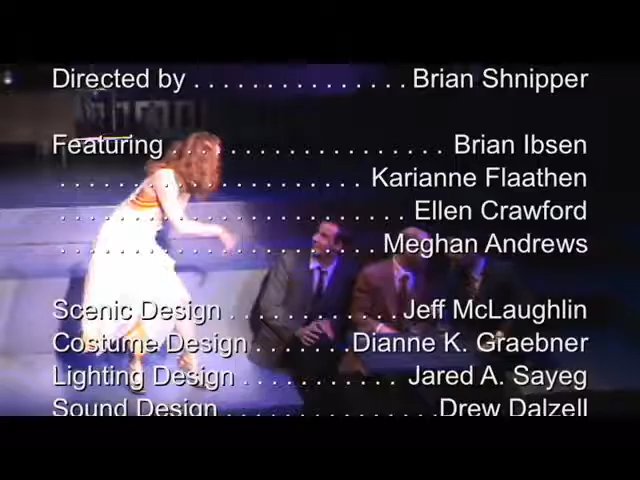 Directed by . . . . . . . . . . . . . . . . Brian Shnipper
Featuring . . . . . . . . . . . . . . . . . . Brian Ibsen
. . . . . . . . . . . . . . . . . . . . Karianne Flaathen
. . . . . . . . . . . . . . . . . . . . . . . Ellen Crawford
. . . . . . . . . . . . . . . . . . . . . Meghan Andrews
Scenic Design . . . . . . . . . . . . Jeff McLaughlin
Costume Design . . . . . . .Dianne K. Graebner
Lighting Design . . . . . . . . . . . Jared A. Sayeg
Sound Design . . . . . . . . . . . . . . .Drew Dalzell